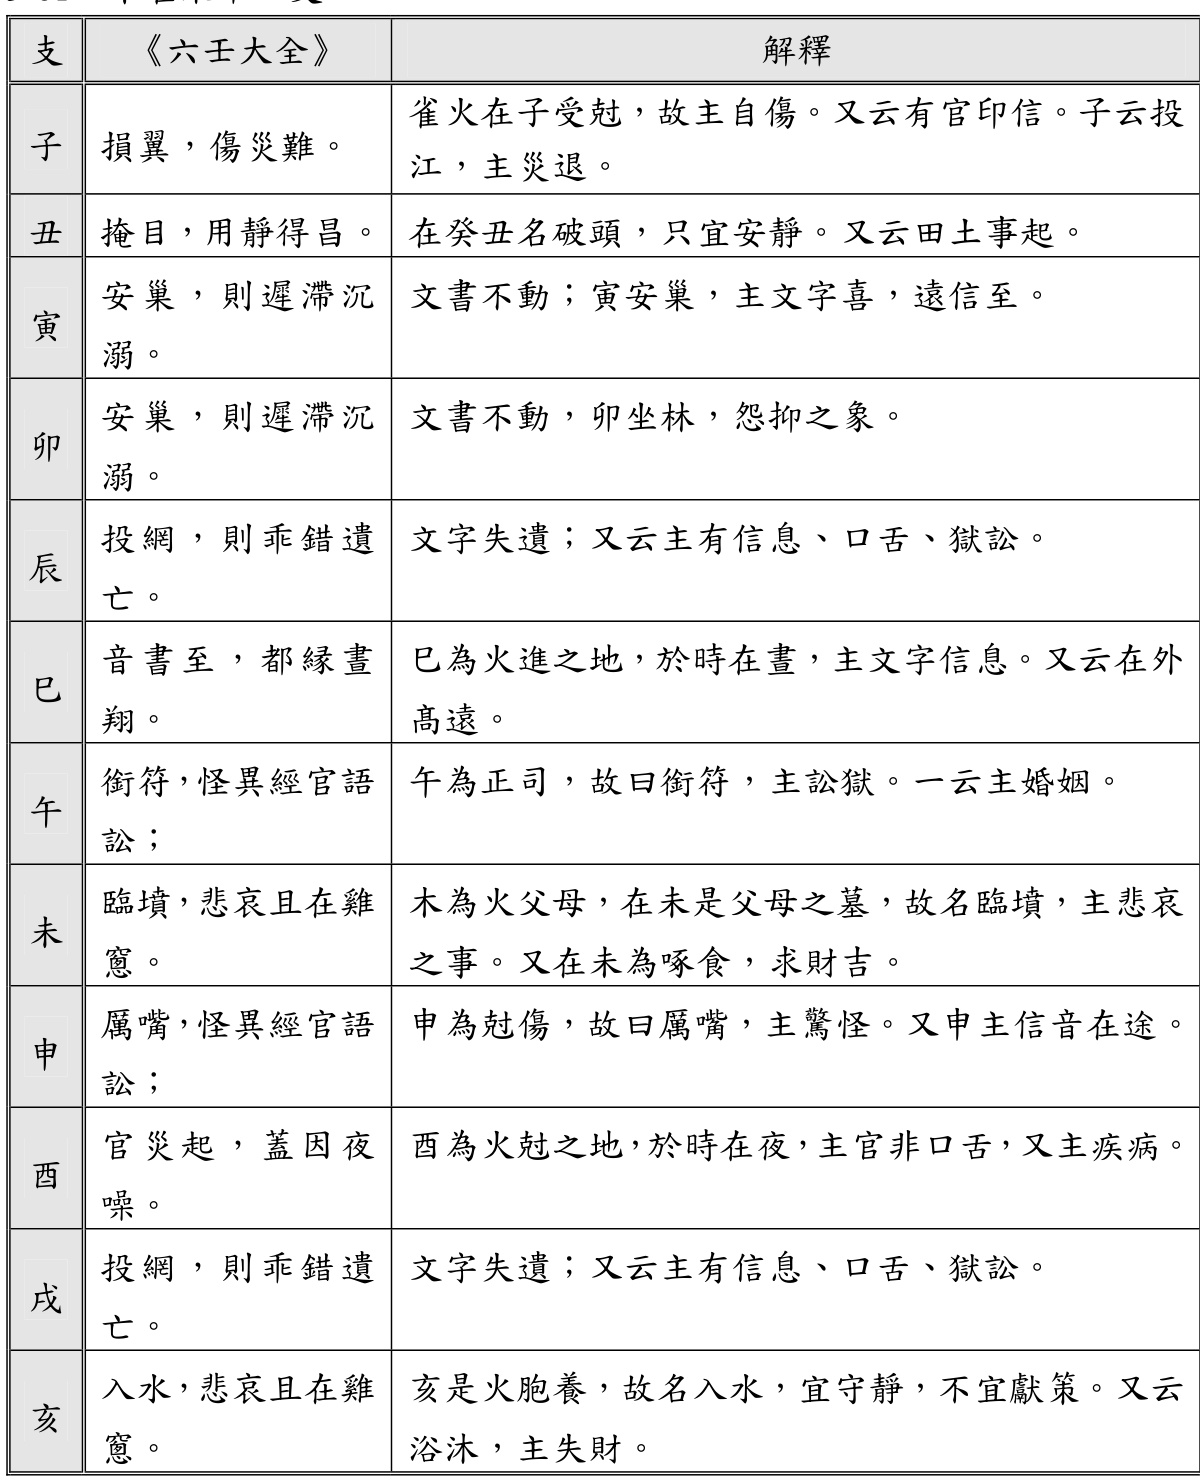 支 《六壬大全》 解釋
子 損翼，傷災難。 雀火在子受尅，故主自傷。又云有官印信。子云投
江，主災退。
丑 掩目，用靜得昌。 在癸丑名破頭，只宜安靜。又云田土事起。
寅 安巢，則遲滯沉 文書不動；寅安巢，主文字喜，遠信至。
溺。
卯 安巢，則遲滯沉 文書不動，卯坐林，怨抑之象。
溺。
辰 投網，則乖錯遺 文字失遺；又云主有信息、口舌、獄訟。
亡。
巳 音書至，都緣晝 巳為火進之地，於時在晝，主文字信息。又云在外
翔。 髙遠。
午 銜符，怪異經官語 午為正司，故曰銜符，主訟獄。一云主婚姻。
訟；
未 臨墳，悲哀且在雞 木為火父母，在未是父母之墓，故名臨墳，主悲哀
窻。 之事。又在未為啄食，求財吉。
申 厲嘴，怪異經官語 申為尅傷，故曰厲嘴，主驚怪。又申主信音在途。
訟；
酉 官災起，蓋因夜 酉為火尅之地，於時在夜，主官非口舌，又主疾病。
噪。
戌 投網，則乖錯遺 文字失遺；又云主有信息、口舌、獄訟。
亡。
亥 入水，悲哀且在雞 亥是火胞養，故名入水，宜守靜，不宜獻策。又云
窻。 浴沐，主失財。